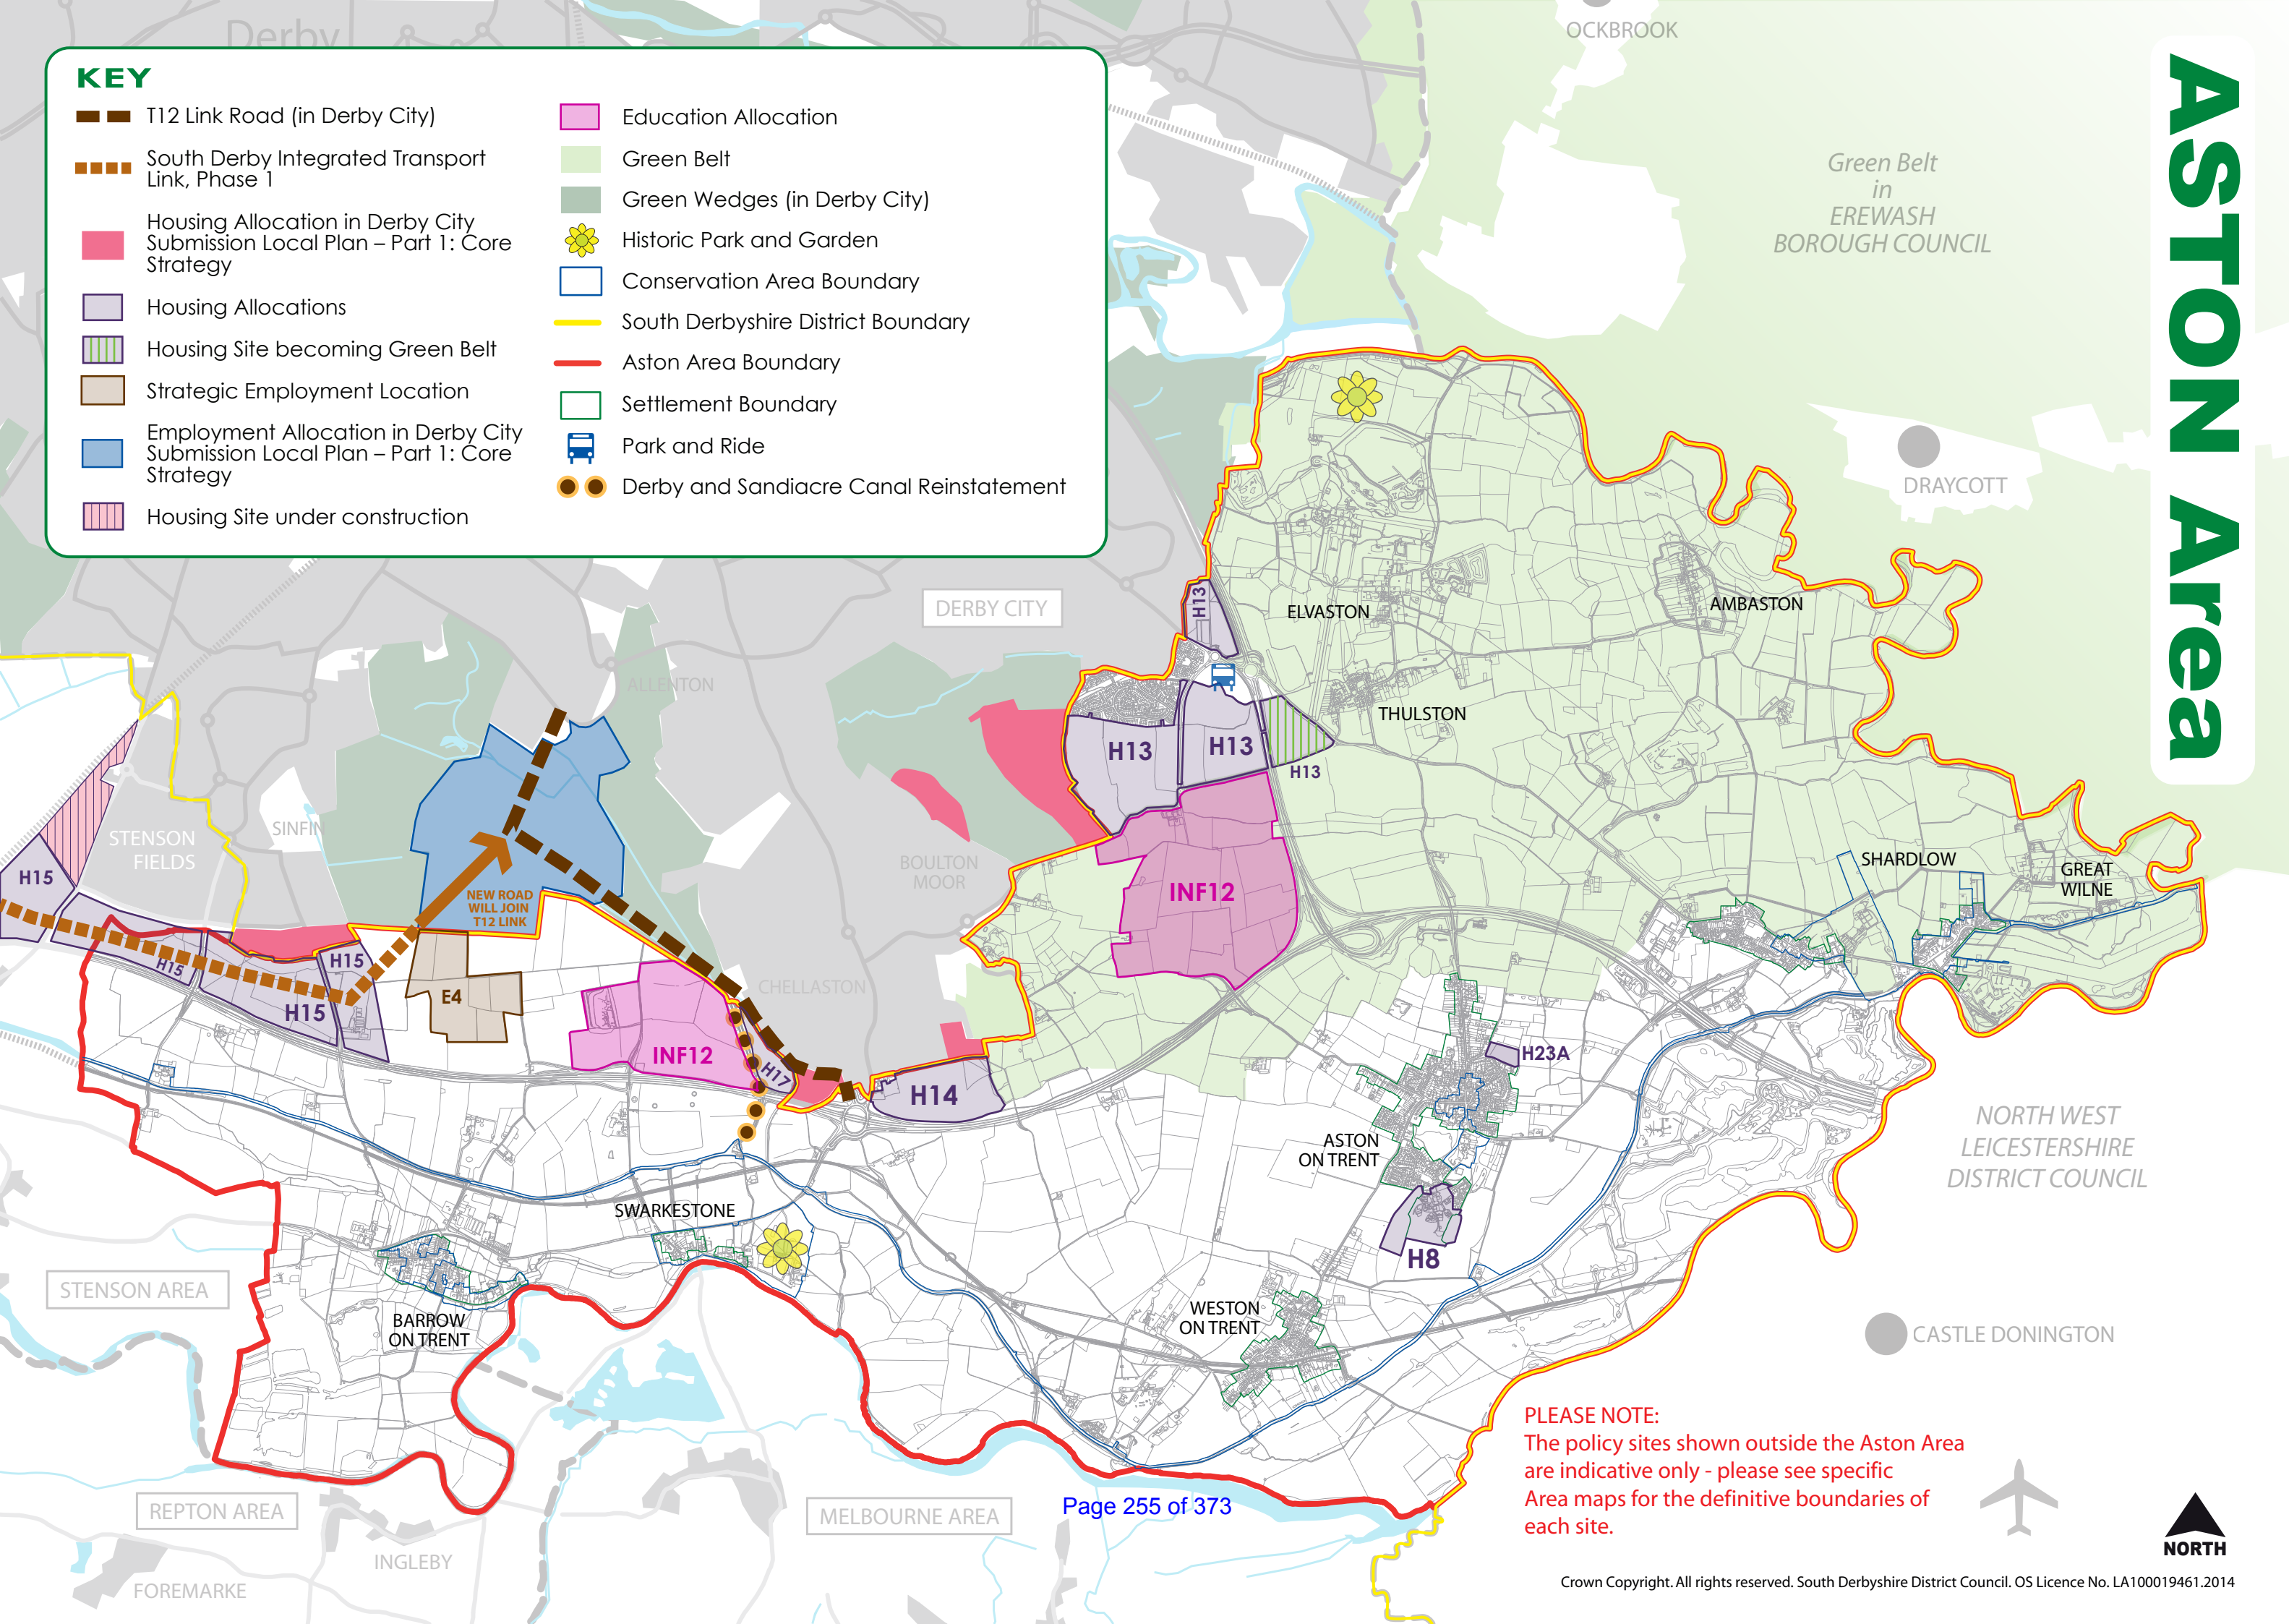 Derby
OCKBROOK
KEY
T12 Link Road (in Derby City)
South Derby Integrated Transport
Link, Phase 1
Housing Allocation in Derby City
Submission Local Plan – Part 1: Core
Strategy
Housing Allocations
Housing Site becoming Green Belt
Strategic Employment Location
Employment Allocation in Derby City
Submission Local Plan – Part 1: Core
Strategy
Housing Site under construction
Education Allocation
Green Belt
Green Wedges (in Derby City)
Historic Park and Garden
Conservation Area Boundary
South Derbyshire District Boundary
Aston Area Boundary
Settlement Boundary
Park and Ride
Derby and Sandiacre Canal Reinstatement
ASTON Area
Green Belt
in
EREWASH
BOROUGH COUNCIL
DRAYCOTT
DERBY CITY
H13
ELVASTON
AMBASTON
ALLENTON
THULSTON
H13
H13
H13
SINFIN
STENSON
FIELDS
BOULTON
MOOR
SHARDLOW
GREAT
WILNE
H15
INF12
NEW ROAD
WILL JOIN
T12 LINK
H15
H15
H15
E4
CHELLASTON
INF12
H17
H14
H23A
NORTH WEST
LEICESTERSHIRE
DISTRICT COUNCIL
ASTON
ON TRENT
SWARKESTONE
H8
STENSON AREA
BARROW
ON TRENT
WESTON
ON TRENT
CASTLE DONINGTON
PLEASE NOTE:
The policy sites shown outside the Aston Area
are indicative only - please see specific
Area maps for the definitive boundaries of
each site.
REPTON AREA
MELBOURNE AREA
Page 255 of 373
INGLEBY
FOREMARKE
NORTH
Crown Copyright. All rights reserved. South Derbyshire District Council. OS Licence No. LA100019461.2014